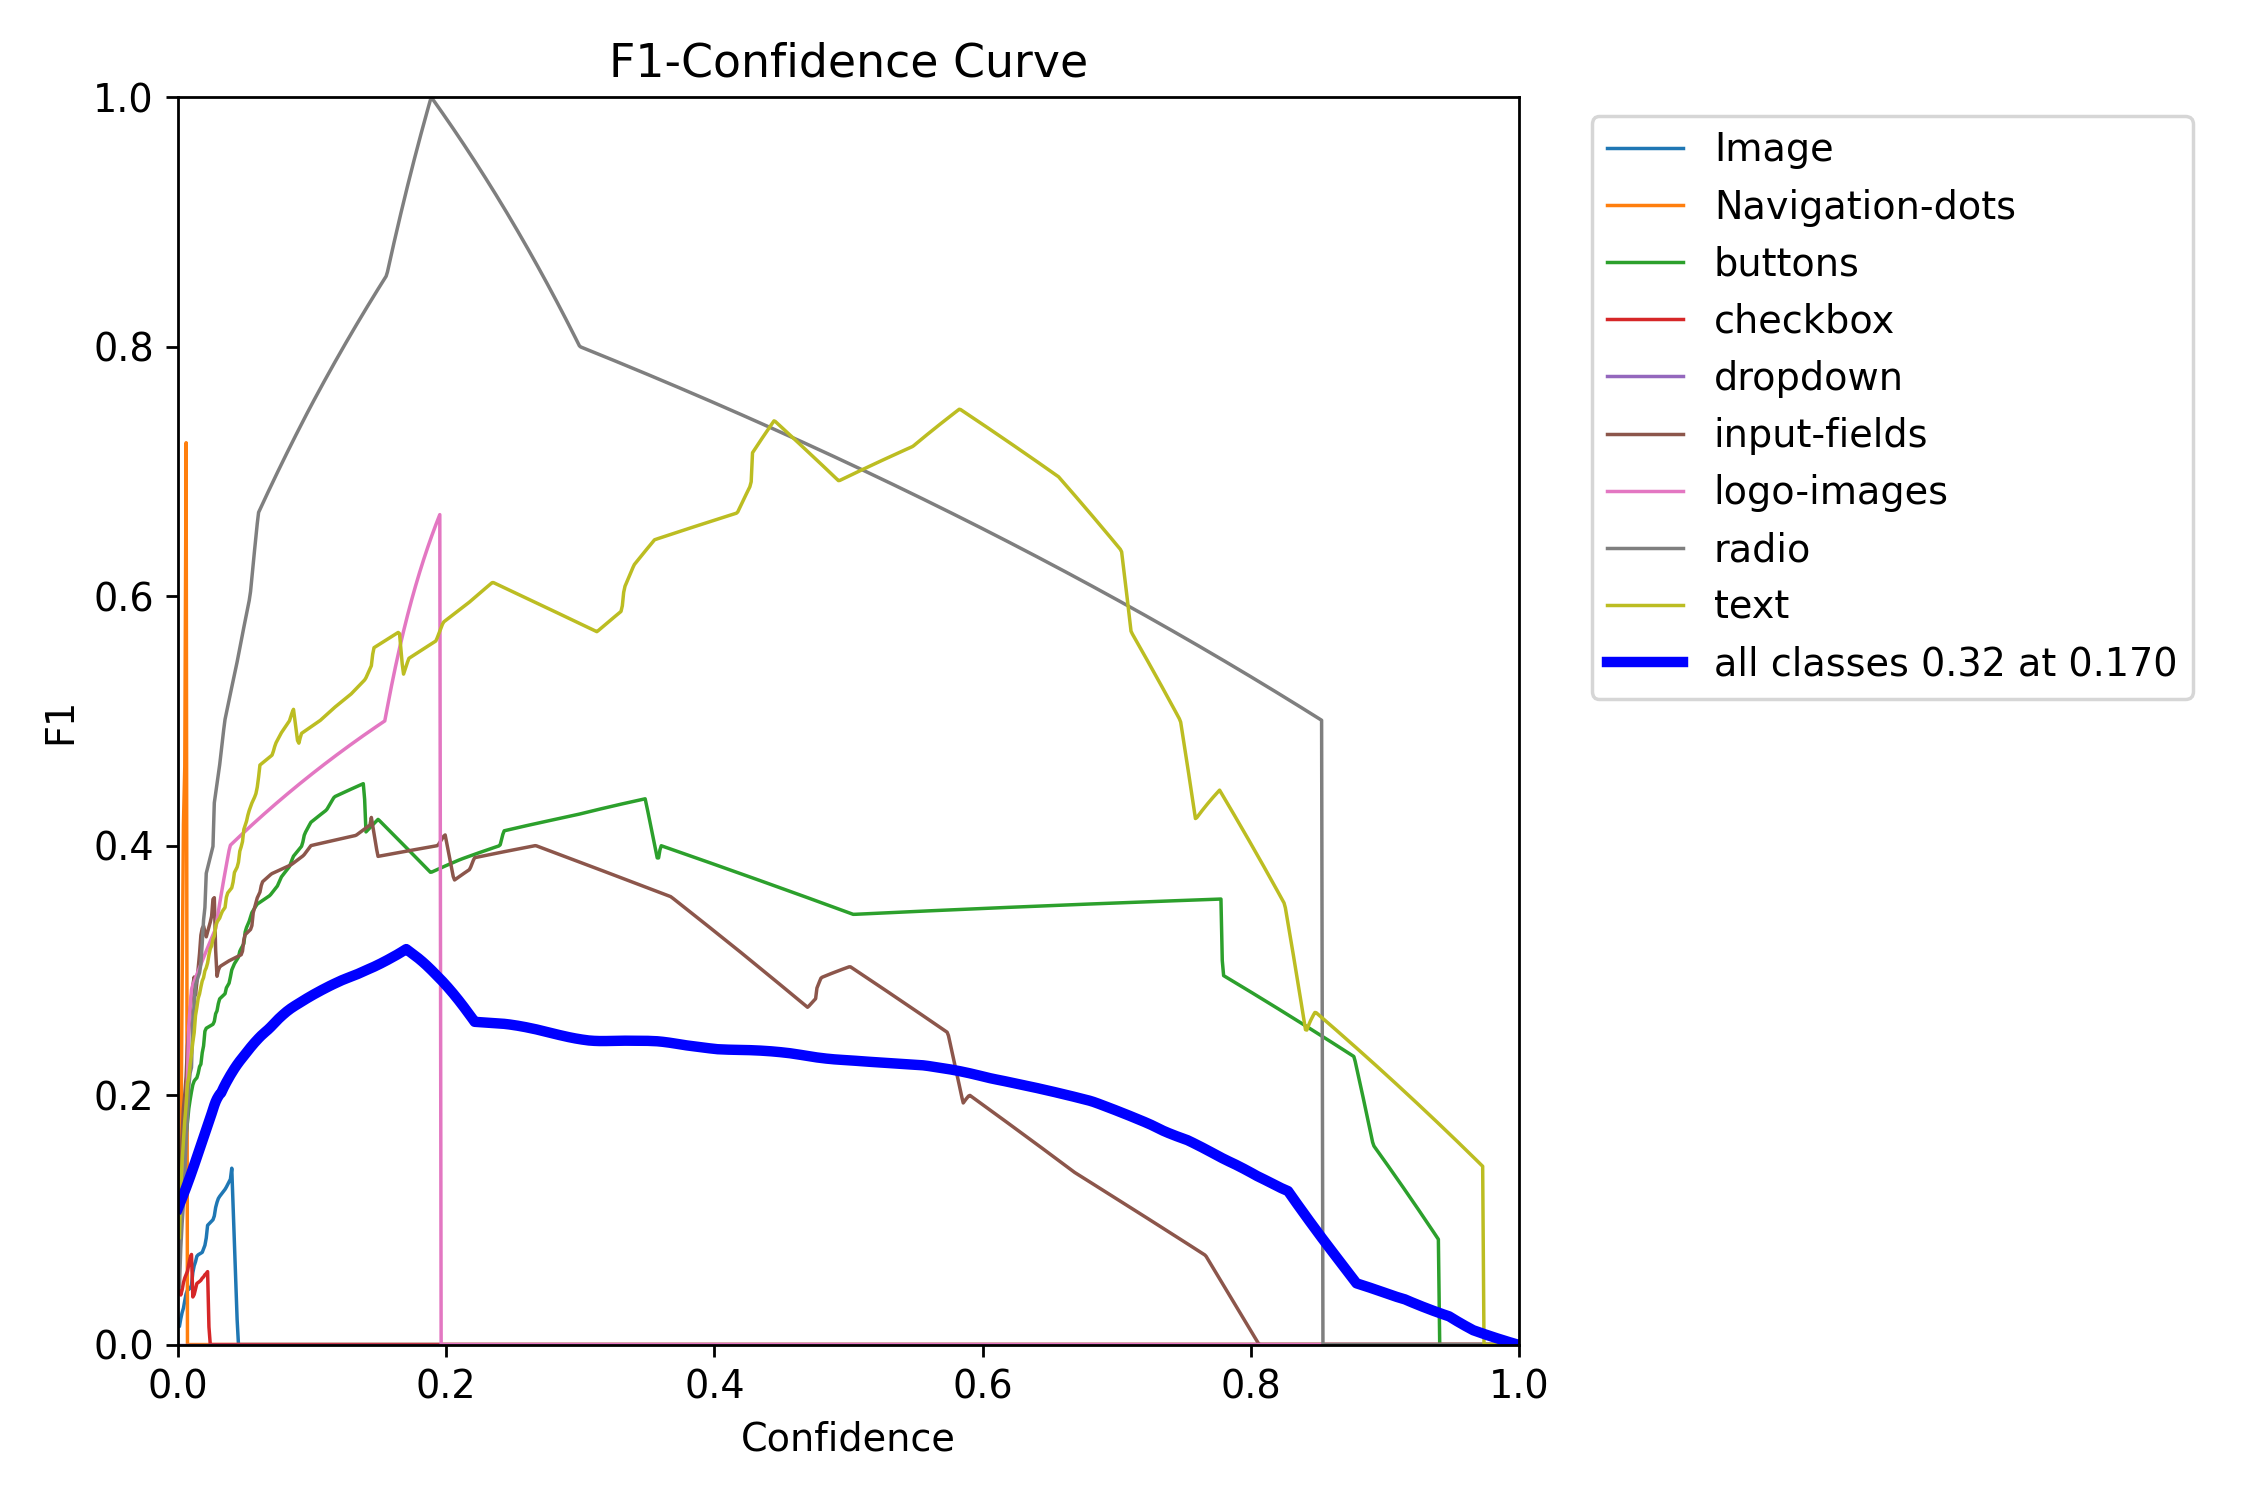 F1-Confidence Curve
1.0
0.8
0.6
0.4
0.2
0.0
F1
0.0 0.2 0.4 0.6 0.8 1.0
Confidence
Image
Navigation-dots
buttons
checkbox
dropdown
input-fields
logo-images
radio
text
all classes 0.32 at 0.170